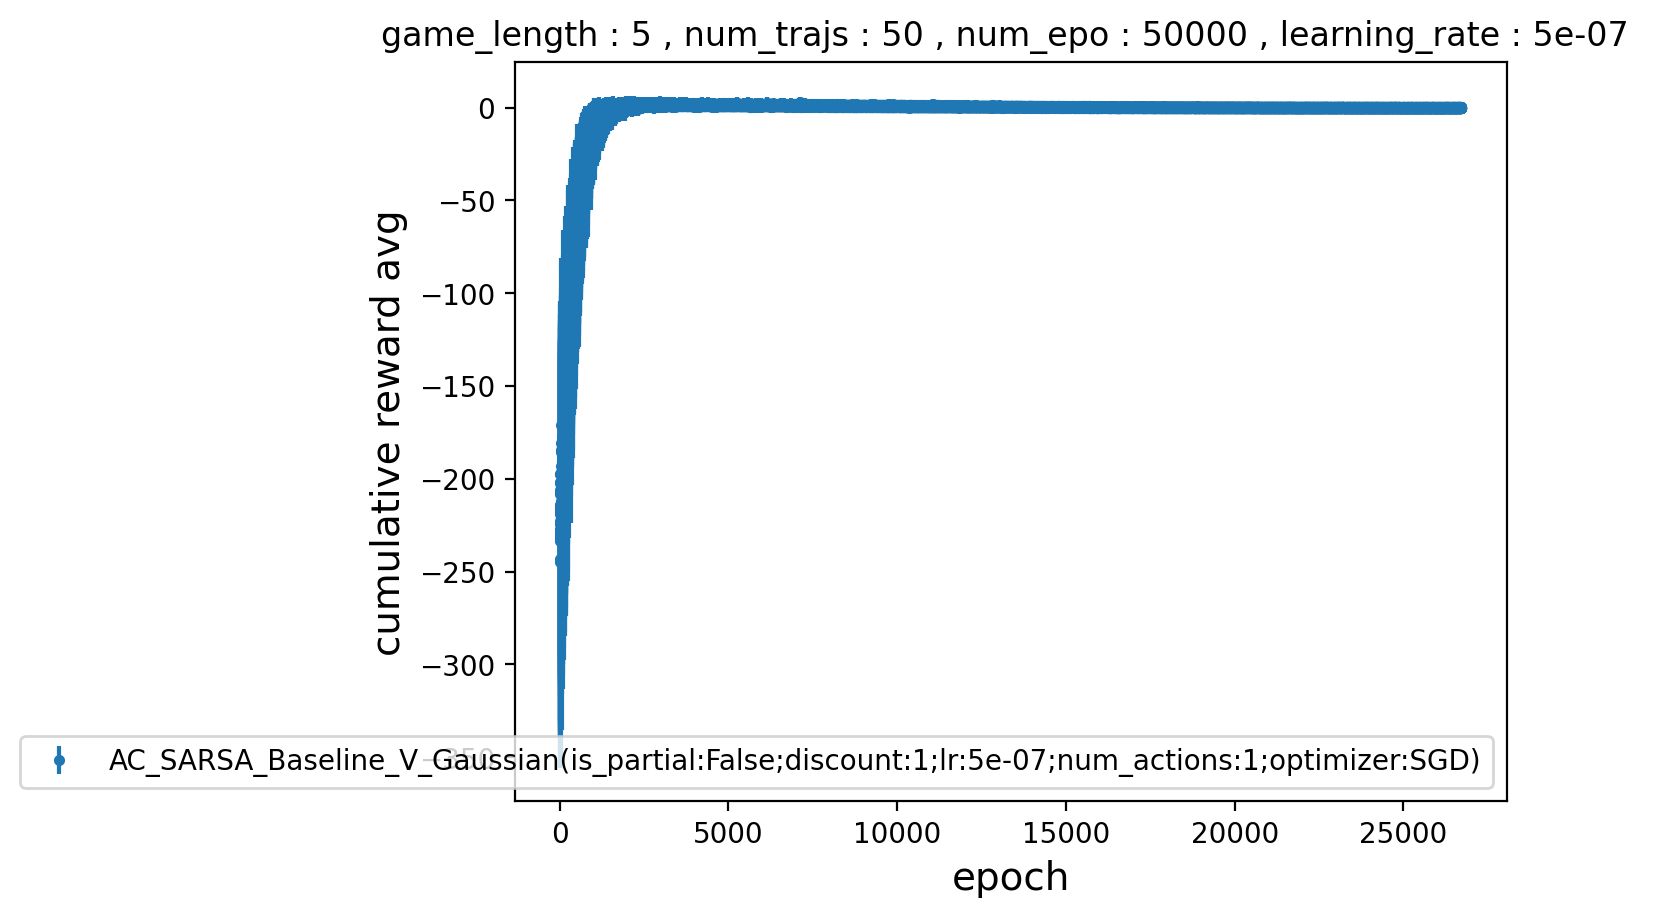 game_length : 5 , num_trajs : 50 , num_epo : 50000 , learning_rate : 5e-07
cumulative reward avg
0
−50
−100
−150
−200
−250
−300
−350
AC_SARSA_Baseline_V_Gaussian(is_partial:False;discount:1;lr:5e-07;num_actions:1;optimizer:SGD)
0 5000 10000 15000 20000 25000
epoch